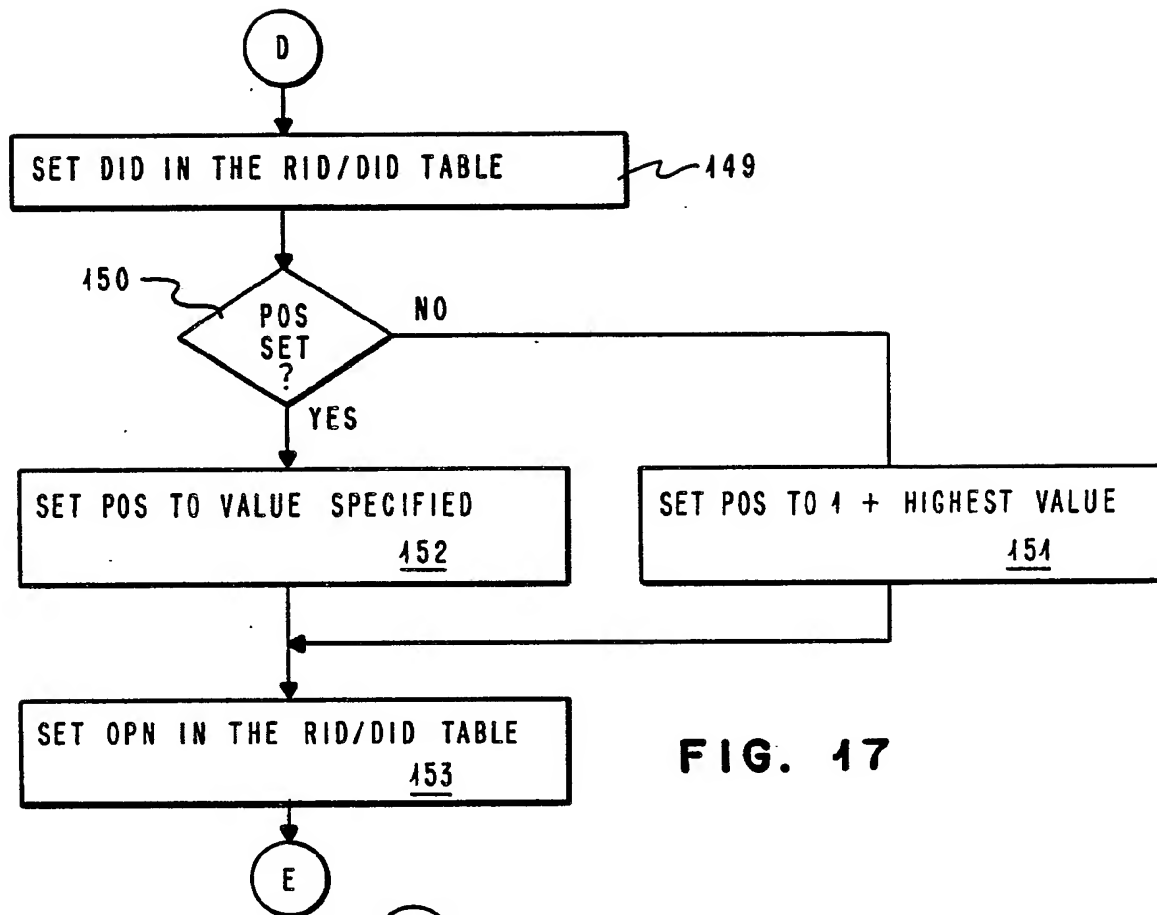 D
SET DID IN THE RID/DID TABLE
149
150
POS
SET
?
NO
YES
SET POS TO VALUE SPECIFIED
152
SET POS TO 1 + HIGHEST VALUE
151
SET OPN IN THE RID/DID TABLE
153
FIG. 17
E